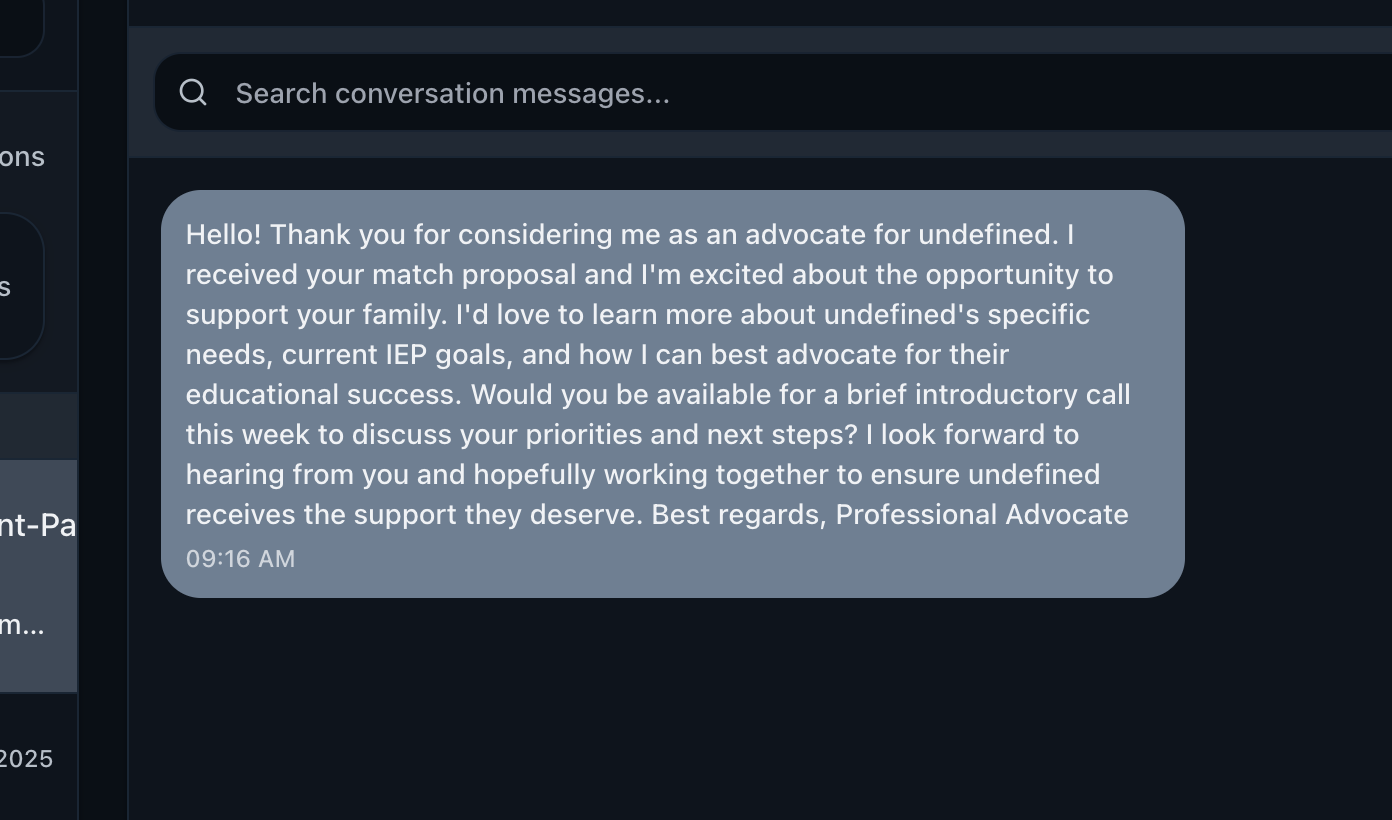 Search conversation messages...
ons
s
Hello! Thank you for considering me as an advocate for undefined. I
received your match proposal and I'm excited about the opportunity to
support your family. I'd love to learn more about undefined's specific
needs, current IEP goals, and how I can best advocate for their
educational success. Would you be available for a brief introductory call
this week to discuss your priorities and next steps? I look forward to
hearing from you and hopefully working together to ensure undefined
receives the support they deserve. Best regards, Professional Advocate
09:16 AM
nt-Pa
m...
2025